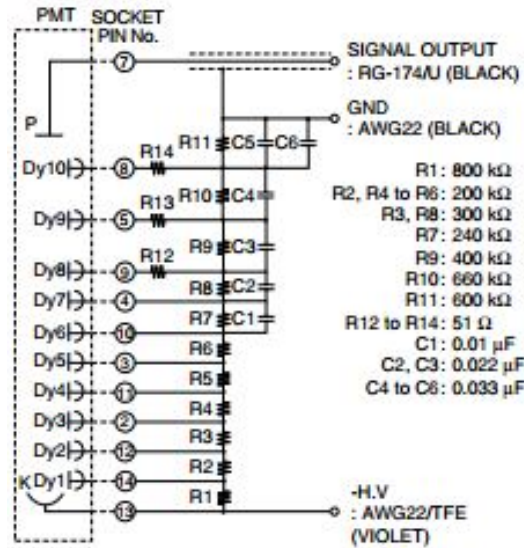 PMT
SOCKET
PIN No.
7
SIGNAL OUTPUT
: RG-174/U (BLACK)
P
GND
: AWG22 (BLACK)
R11
C5
C6
R14
Dy10
8
R10
C4
R13
Dy9
5
R9
C3
R12
Dy8
9
R8
C2
Dy7
4
R7
C1
Dy6
10
R6
Dy5
3
R5
Dy4
11
R4
Dy3
2
R3
Dy2
12
R2
K
Dy1
14
R1
13
R1: 800 kΩ
R2, R4 to R6: 200 kΩ
R3, R8: 300 kΩ
R7: 240 kΩ
R9: 400 kΩ
R10: 660 kΩ
R11: 600 kΩ
R12 to R14: 51 Ω
C1: 0.01 μF
C2, C3: 0.022 μF
C4 to C6: 0.033 μF
-H.V
: AWG22/TFE
(VIOLET)